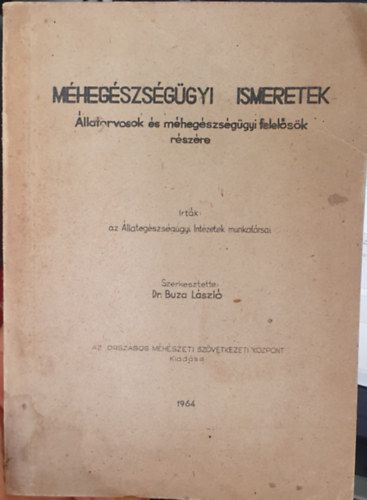 MÉHEGÉSZSÉGÜGYI ISMERETEK
Állatorvosok és méhegészségügyi felelősök
részére
Írták:
az Állategészségügyi Intézetek munkatársai
Szerkesztette:
Dr. Buza László
AZ ORSZÁGOS MÉHÉSZETI SZÖVETKEZETI KÖZPONT
kiadása
1964